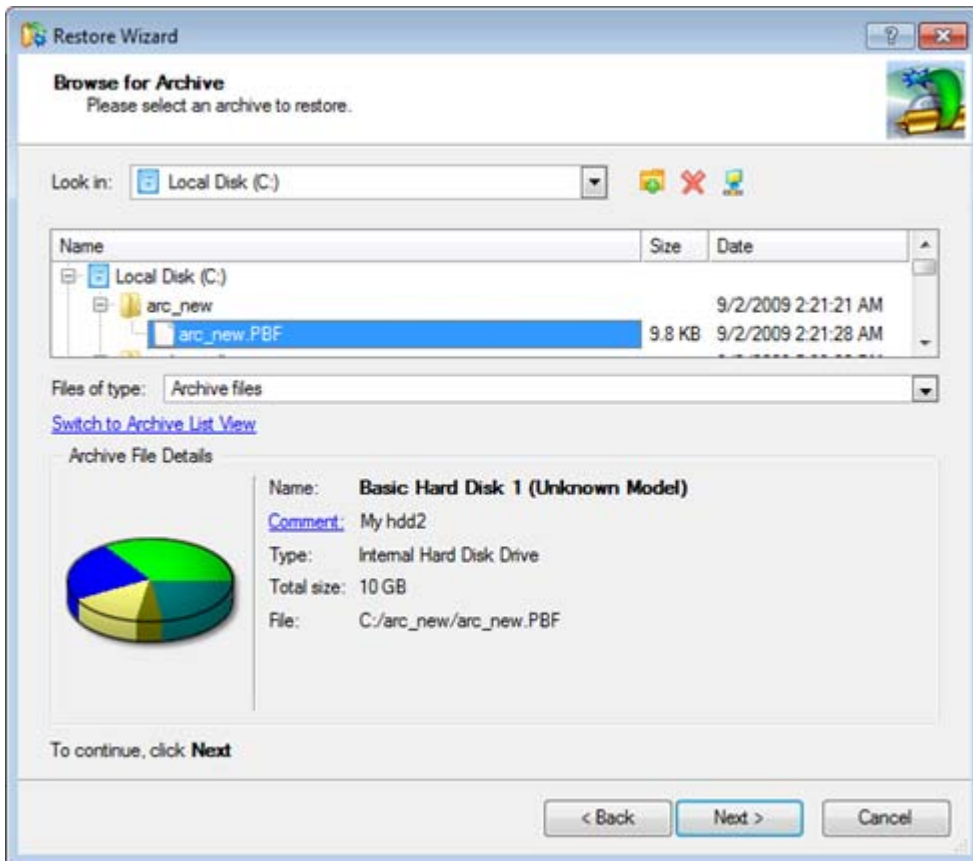 Restore Wizard
Browse for Archive
Please select an archive to restore.
Look in: Local Disk (C:)
Name Size Date
Local Disk (C:)
arc_new 9/2/2009 2:21:21 AM
arc_new.PBF 9.8 KB 9/2/2009 2:21:28 AM
Files of type: Archive files
Switch to Archive List View
Archive File Details
Name: Basic Hard Disk 1 (Unknown Model)
Comment: My hdd2
Type: Internal Hard Disk Drive
Total size: 10 GB
File: C:/arc_new/arc_new.PBF
To continue, click Next
< Back Next > Cancel